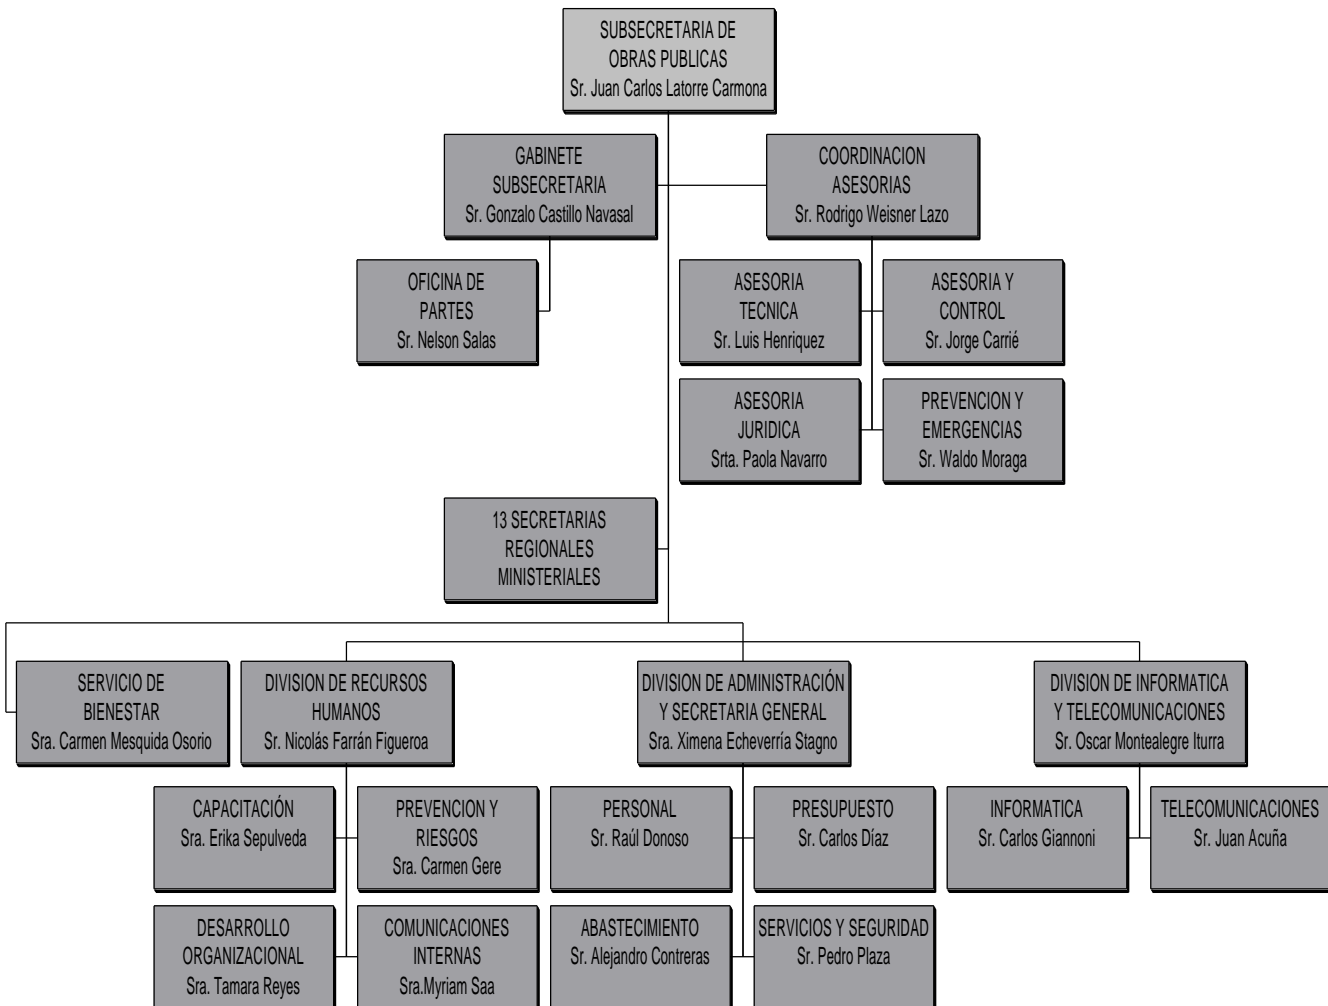 SUBSECRETARIA DE
OBRAS PUBLICAS
Sr. Juan Carlos Latorre Carmona
GABINETE
SUBSECRETARIA
Sr. Gonzalo Castillo Navasal
COORDINACION
ASESORIAS
Sr. Rodrigo Weisner Lazo
OFICINA DE
PARTES
Sr. Nelson Salas
ASESORIA
TECNICA
Sr. Luis Henriquez
ASESORIA Y
CONTROL
Sr. Jorge Carrié
ASESORIA
JURIDICA
Srta. Paola Navarro
PREVENCION Y
EMERGENCIAS
Sr. Waldo Moraga
13 SECRETARIAS
REGIONALES
MINISTERIALES
SERVICIO DE
BIENESTAR
Sra. Carmen Mesquida Osorio
DIVISION DE RECURSOS
HUMANOS
Sr. Nicolás Farrán Figueroa
DIVISION DE ADMINISTRACIÓN
Y SECRETARIA GENERAL
Sra. Ximena Echeverría Stagno
DIVISION DE INFORMATICA
Y TELECOMUNICACIONES
Sr. Oscar Montealegre Iturra
CAPACITACIÓN
Sra. Erika Sepulveda
PREVENCION Y
RIESGOS
Sra. Carmen Gere
PERSONAL
Sr. Raúl Donoso
PRESUPUESTO
Sr. Carlos Díaz
INFORMATICA
Sr. Carlos Giannoni
TELECOMUNICACIONES
Sr. Juan Acuña
DESARROLLO
ORGANIZACIONAL
Sra. Tamara Reyes
COMUNICACIONES
INTERNAS
Sra.Myriam Saa
ABASTECIMIENTO
Sr. Alejandro Contreras
SERVICIOS Y SEGURIDAD
Sr. Pedro Plaza